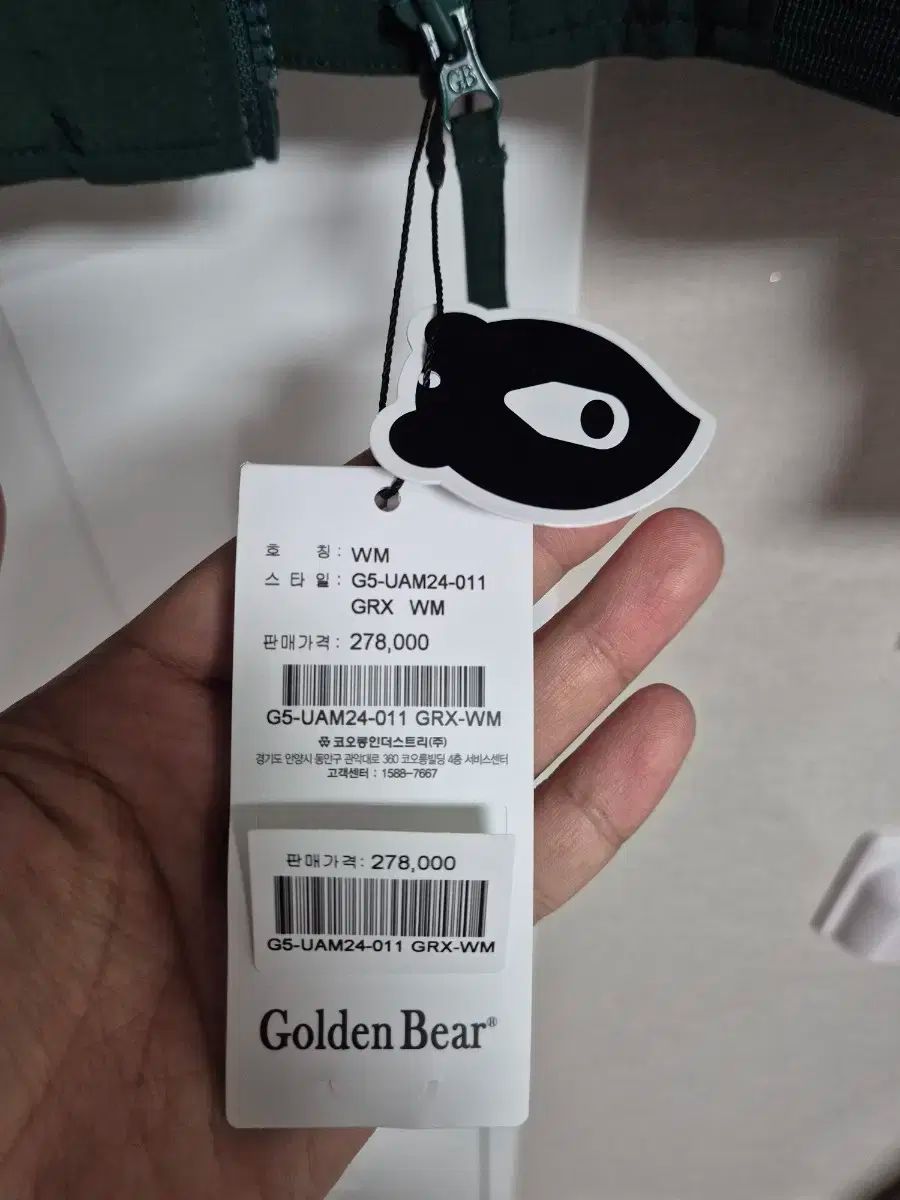 GB
호 칭 : WM
스 타 일 : G5-UAM24-011
GRX WM
판매가격 : 278,000
G5-UAM24-011 GRX-WM
코오롱인더스트리(주)
경기도 안양시 동안구 관악대로 360 코오롱빌딩 4층 서비스센터
고객센터 : 1588-7667
판매가격 : 278,000
G5-UAM24-011 GRX-WM
Golden Bear®